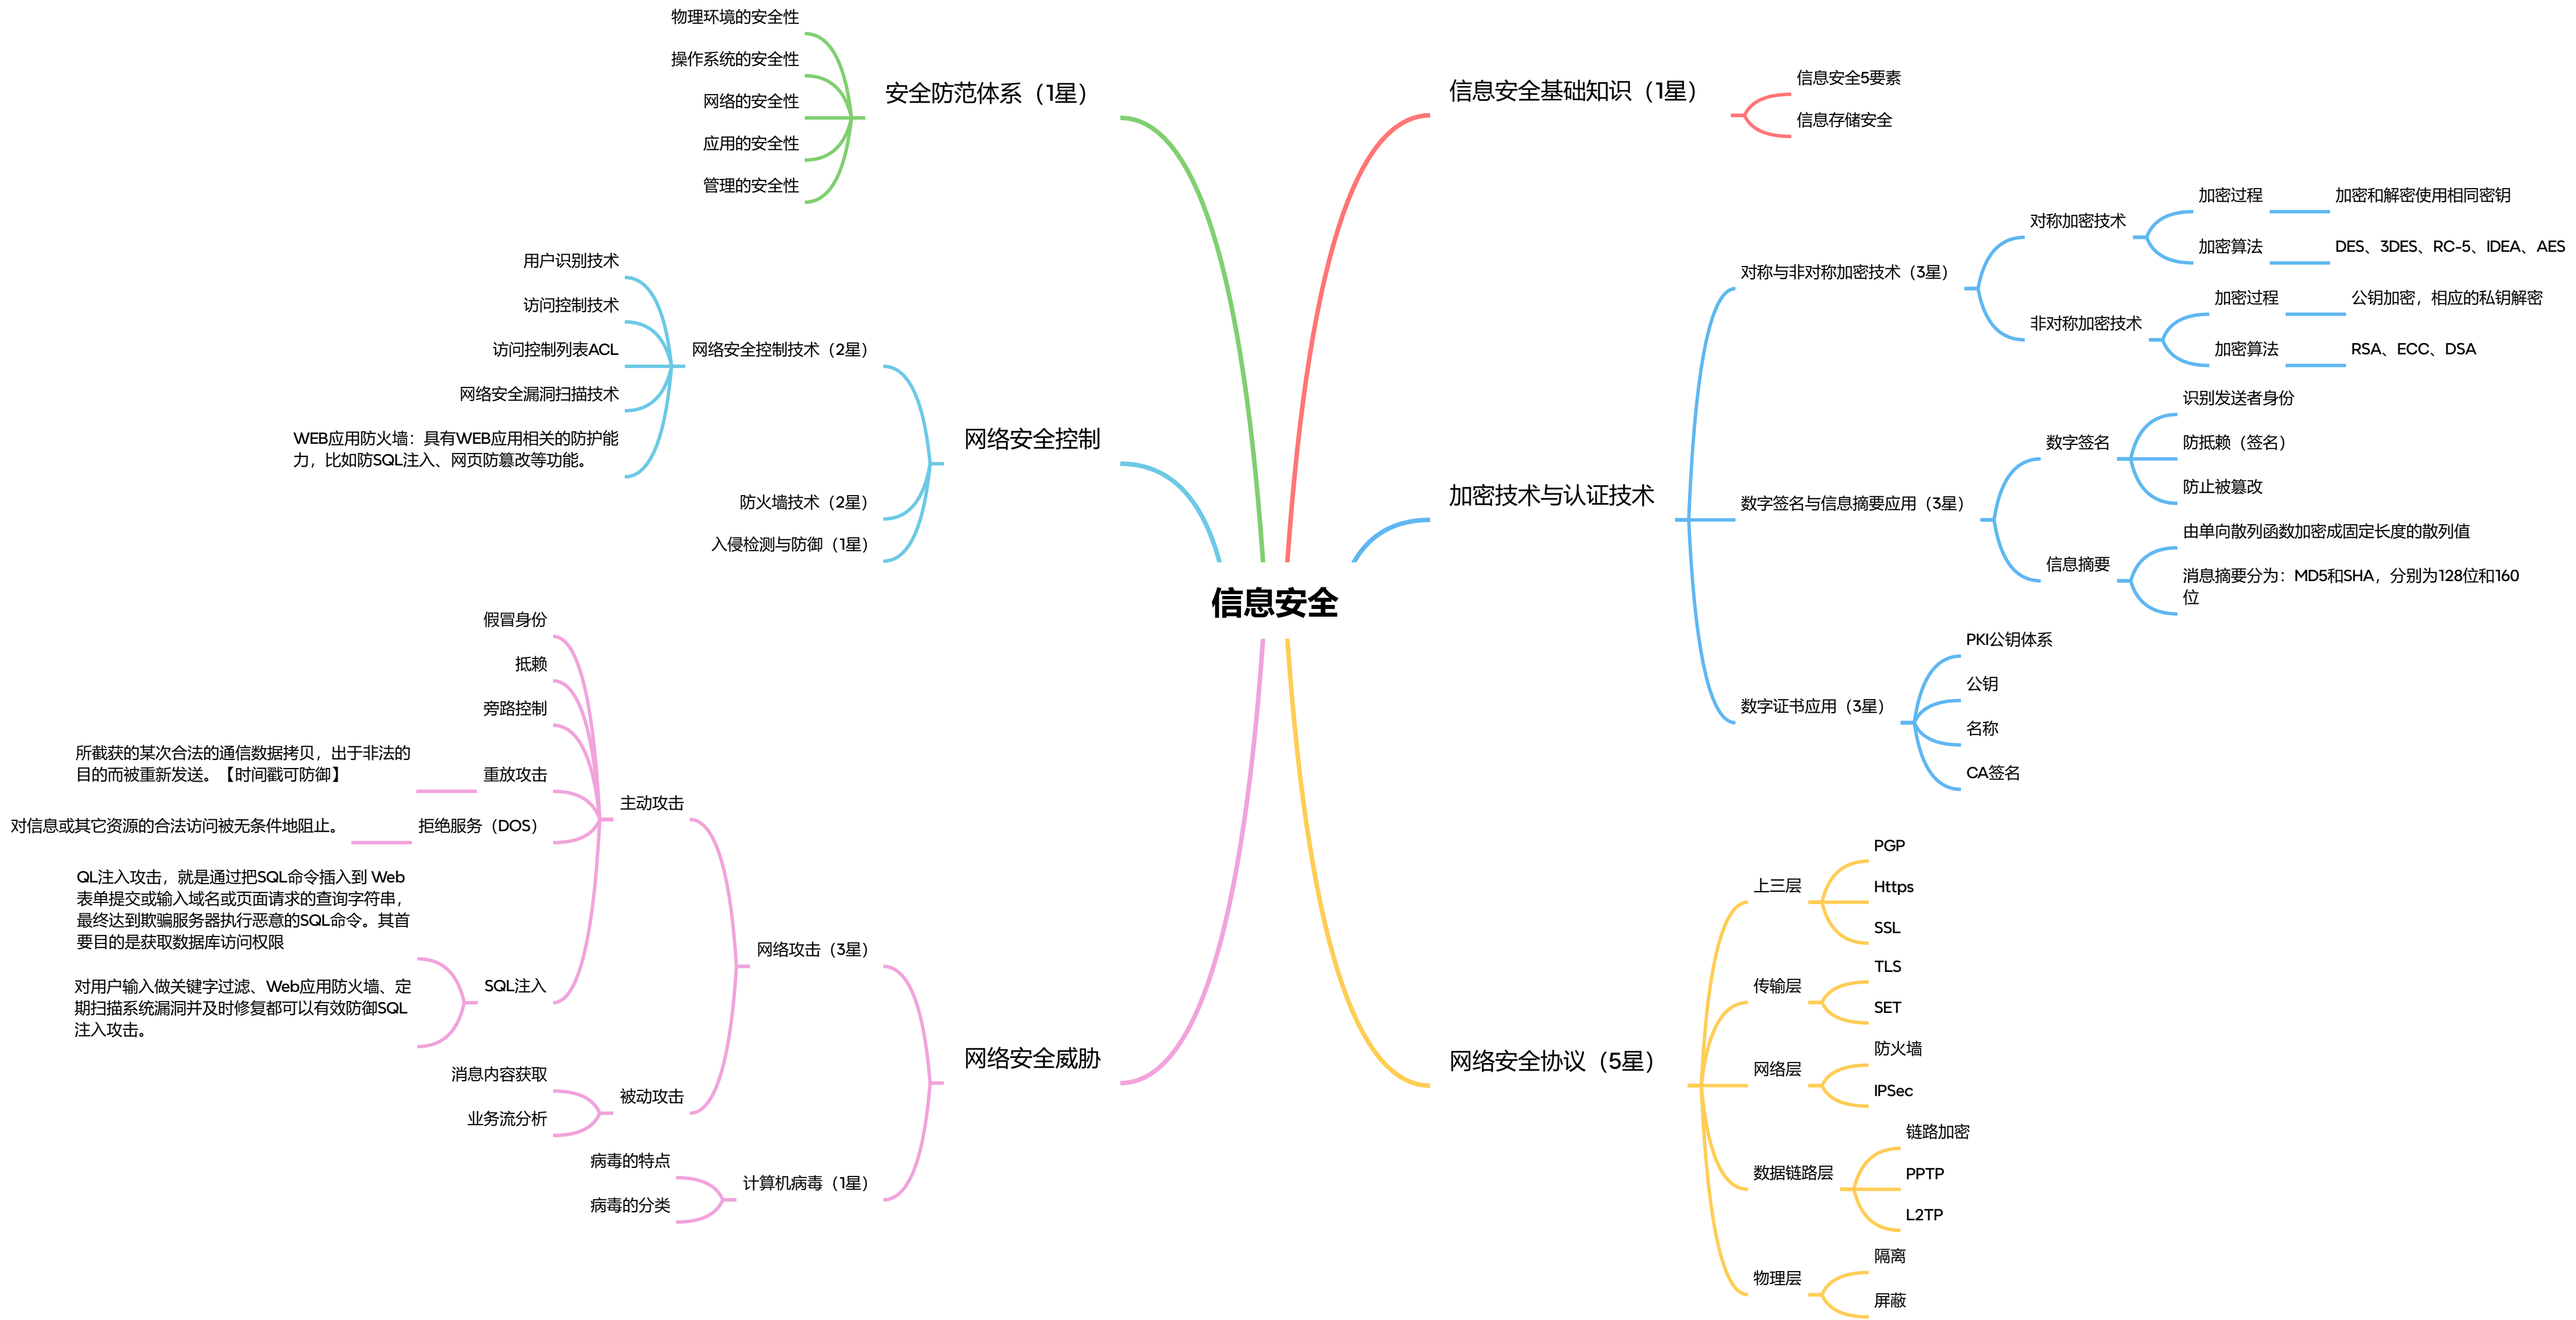 信息安全
信息安全基础知识（1星）
信息安全5要素
信息存储安全
加密技术与认证技术
对称与非对称加密技术（3星）
对称加密技术
加密过程
加密和解密使用相同密钥
加密算法
DES、3DES、RC-5、IDEA、AES
非对称加密技术
加密过程
公钥加密，相应的私钥解密
加密算法
RSA、ECC、DSA
数字签名与信息摘要应用（3星）
数字签名
识别发送者身份
防抵赖（签名）
防止被篡改
信息摘要
由单向散列函数加密成固定长度的散列值
消息摘要分为：MD5和SHA，分别为128位和160
位
数字证书应用（3星）
PKI公钥体系
公钥
名称
CA签名
网络安全协议（5星）
上三层
PGP
Https
SSL
传输层
TLS
SET
网络层
防火墙
IPSec
数据链路层
链路加密
PPTP
L2TP
物理层
隔离
屏蔽
安全防范体系（1星）
物理环境的安全性
操作系统的安全性
网络的安全性
应用的安全性
管理的安全性
网络安全控制
网络安全控制技术（2星）
用户识别技术
访问控制技术
访问控制列表ACL
网络安全漏洞扫描技术
WEB应用防火墙：具有WEB应用相关的防护能
力，比如防SQL注入、网页防篡改等功能。
防火墙技术（2星）
入侵检测与防御（1星）
网络安全威胁
网络攻击（3星）
主动攻击
假冒身份
抵赖
旁路控制
重放攻击
所截获的某次合法的通信数据拷贝，出于非法的
目的而被重新发送。【时间戳可防御】
拒绝服务（DOS）
对信息或其它资源的合法访问被无条件地阻止。
SQL注入
QL注入攻击，就是通过把SQL命令插入到 Web
表单提交或输入域名或页面请求的查询字符串，
最终达到欺骗服务器执行恶意的SQL命令。其首
要目的是获取数据库访问权限
对用户输入做关键字过滤、Web应用防火墙、定
期扫描系统漏洞并及时修复都可以有效防御SQL
注入攻击。
被动攻击
消息内容获取
业务流分析
计算机病毒（1星）
病毒的特点
病毒的分类